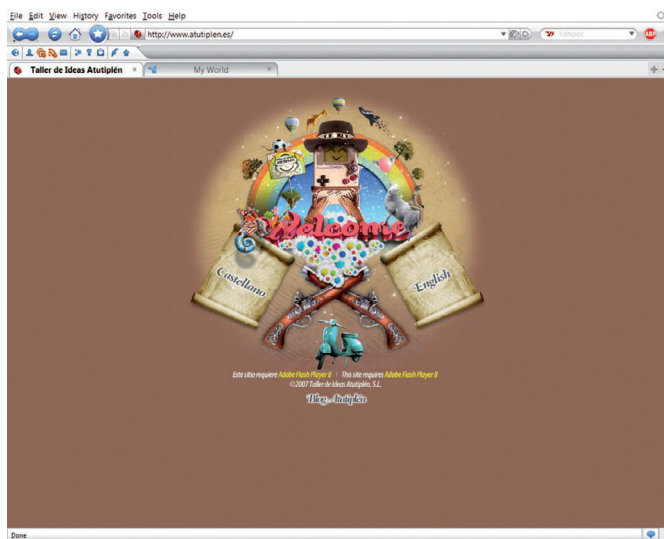 File Edit View History Favorites Tools Help
http://www.atutiplen.es/
Yahoo!
ABP
Taller de Ideas Atutiplén
My World
Welcome
Castellano
English
Este sitio requiere Adobe Flash Player 8 | This site requires Adobe Flash Player 8
©2007 Taller de Ideas Atutiplén, S.L.
Blog Atutiplén
Done